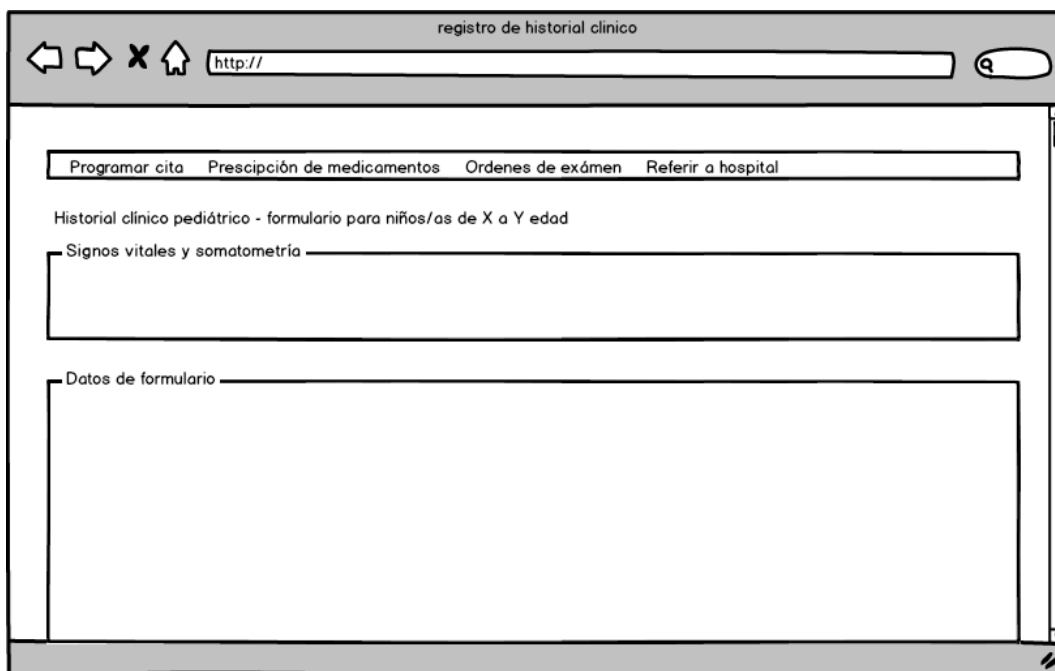 registro de historial clinico
http://
Programar cita Prescipción de medicamentos Ordenes de exámen Referir a hospital
Historial clínico pediátrico - formulario para niños/as de X a Y edad
Signos vitales y somatometría
Datos de formulario